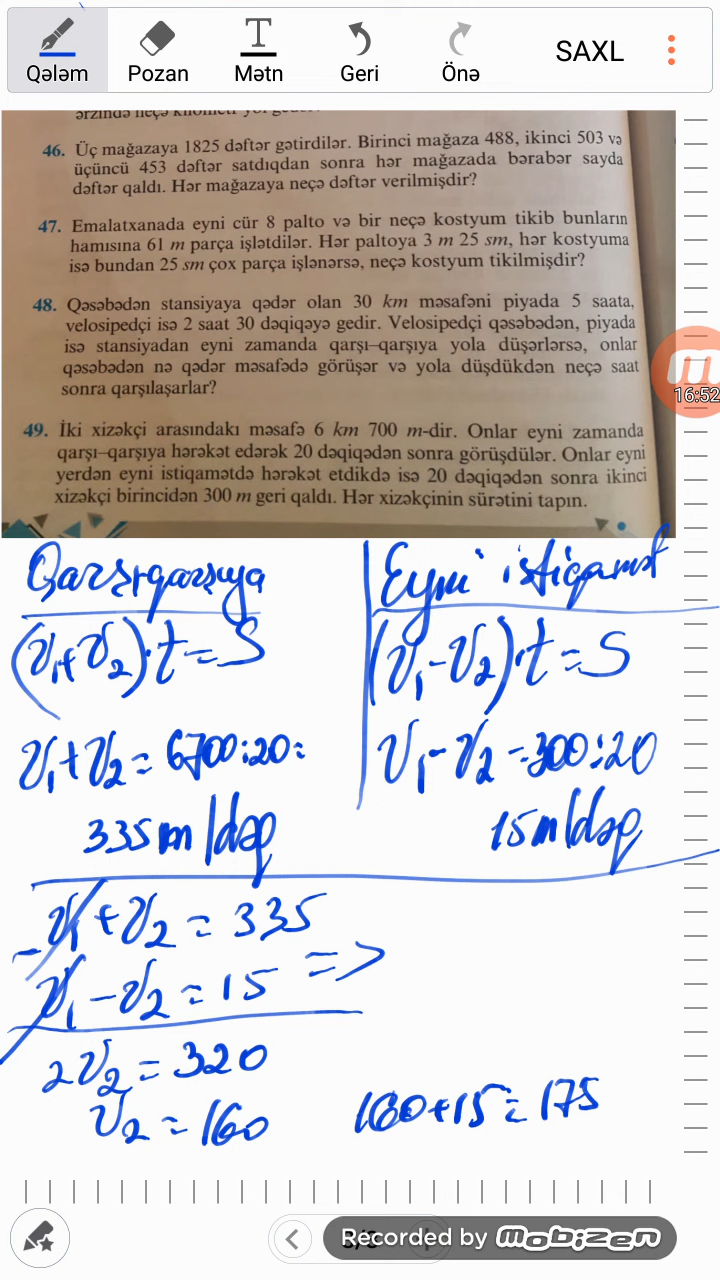 SAXL
Qələm Pozan Mətn Geri Önə
ərzində neçə kilometr yol
46. Üç mağazaya 1825 dəftər gətirdilər. Birinci mağaza 488, ikinci 503 və
üçüncü 453 dəftər satdıqdan sonra hər mağazada bərabər sayda
dəftər qaldı. Hər mağazaya neçə dəftər verilmişdir?
47. Emalatxanada eyni cür 8 palto və bir neçə kostyum tikib bunların
hamısına 61 m parça işlətdilər. Hər paltoya 3 m 25 sm, hər kostyuma
isə bundan 25 sm çox parça işlənərsə, neçə kostyum tikilmişdir?
48. Qəsəbədən stansiyaya qədər olan 30 km məsafəni piyada 5 saata,
velosipedçi isə 2 saat 30 dəqiqəyə gedir. Velosipedçi qəsəbədən, piyada
isə stansiyadan eyni zamanda qarşı-qarşıya yola düşərlərsə, onlar
qəsəbədən nə qədər məsafədə görüşər və yola düşdükdən neçə saat
sonra qarşılaşarlar?
16:52
49. İki xizəkçi arasındakı məsafə 6 km 700 m-dir. Onlar eyni zamanda
qarşı-qarşıya hərəkət edərək 20 dəqiqədən sonra görüşdülər. Onlar eyni
yerdən eyni istiqamətdə hərəkət etdikdə isə 20 dəqiqədən sonra ikinci
xizəkçi birincidən 300 m geri qaldı. Hər xizəkçinin sürətini tapın.
Qarşıqarşıya
(V₁+V₂)·t=S
V₁+V₂=6700:20=
335m/dəq
Eyni istiqamət
(V₁-V₂)·t=S
V₁-V₂=300:20
15m/dəq
-V₁+V₂=335
V₁-V₂=15 =>
2V₂=320
V₂=160
160+15=175
Recorded by mobizen